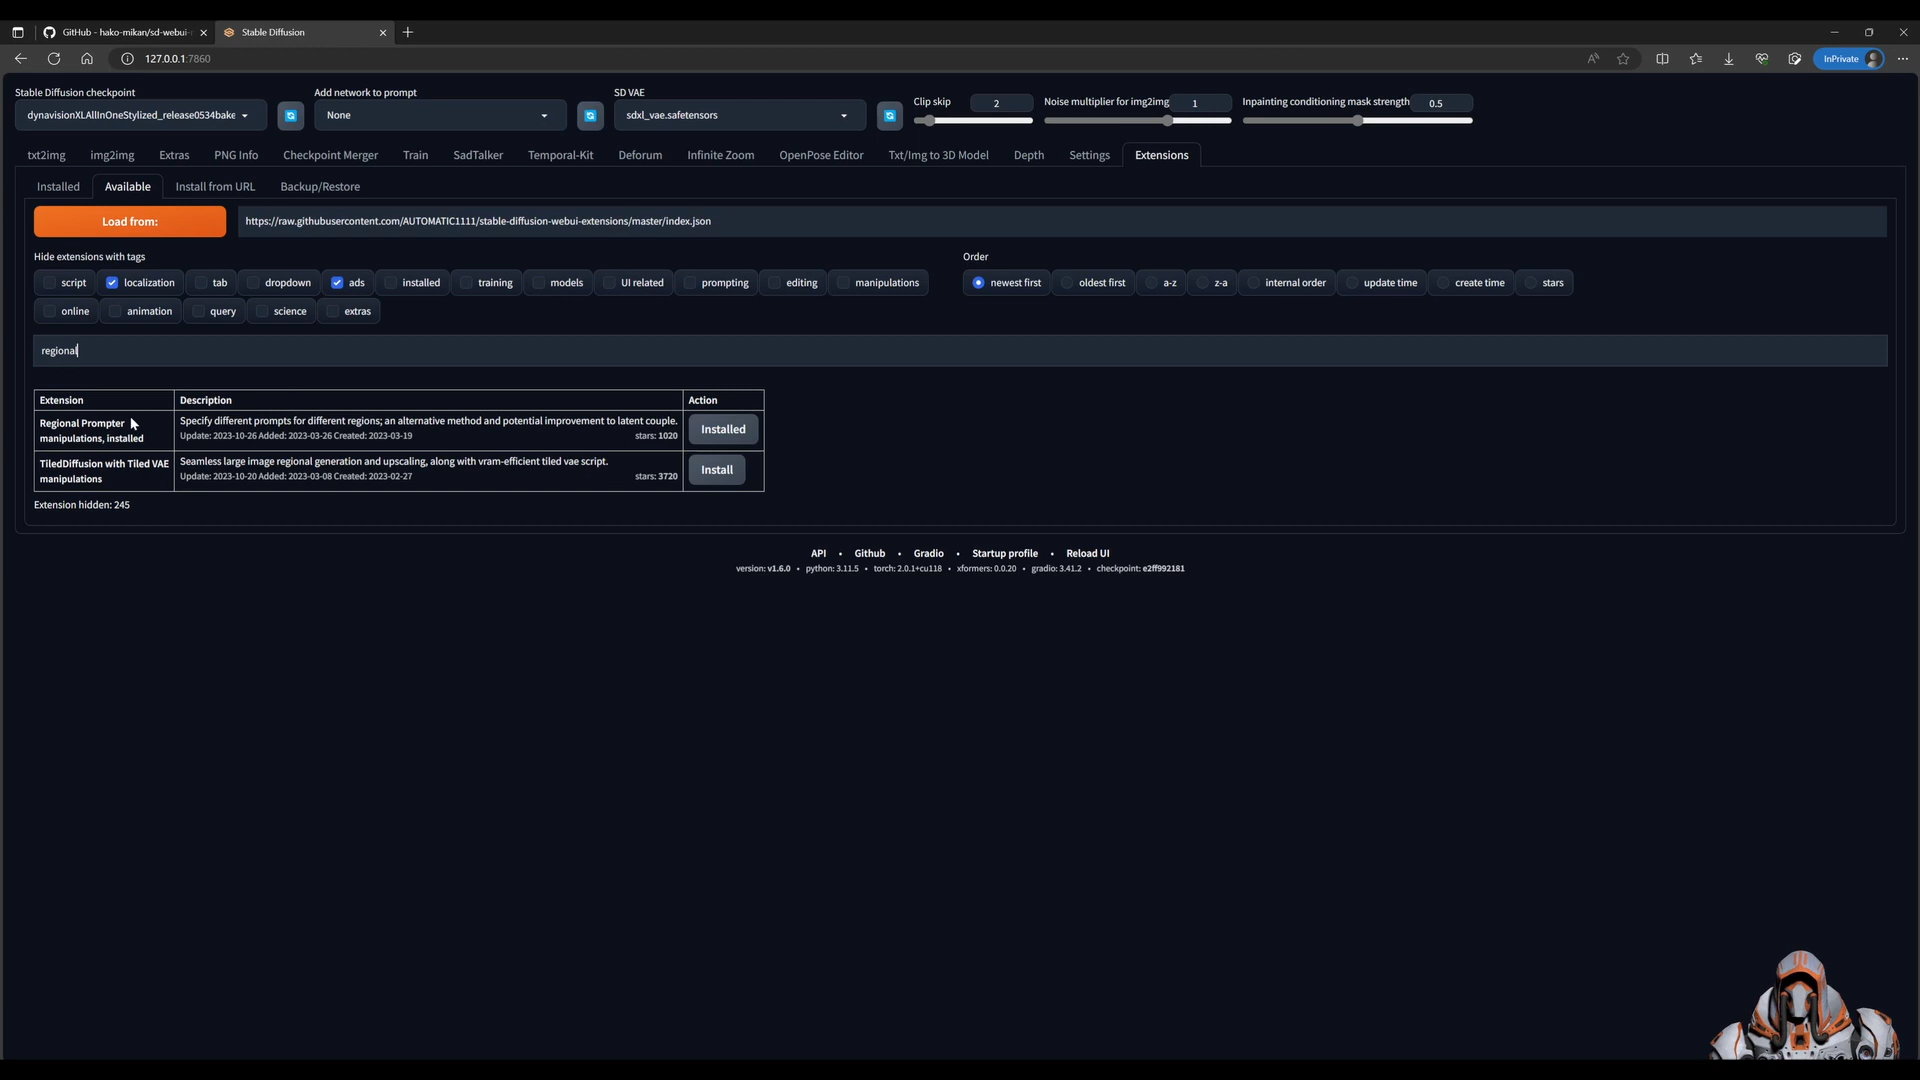 GitHub - hako-mikan/sd-webui-
Stable Diffusion
127.0.0.1:7860
InPrivate
Stable Diffusion checkpoint
Add network to prompt
SD VAE
Clip skip
2
Noise multiplier for img2img
1
Inpainting conditioning mask strength
0.5
dynavisionXLAllInOneStylized_release0534bake
None
sdxl_vae.safetensors
txt2img img2img Extras PNG Info Checkpoint Merger Train SadTalker Temporal-Kit Deforum Infinite Zoom OpenPose Editor Txt/Img to 3D Model Depth Settings Extensions
Installed Available Install from URL Backup/Restore
Load from: https://raw.githubusercontent.com/AUTOMATIC1111/stable-diffusion-webui-extensions/master/index.json
Hide extensions with tags
Order
script localization tab dropdown ads installed training models UI related prompting editing manipulations
newest first oldest first a-z z-a internal order update time create time stars
online animation query science extras
regional
Extension Description Action
Regional Prompter
manipulations, installed
Specify different prompts for different regions; an alternative method and potential improvement to latent couple.
Update: 2023-10-26 Added: 2023-03-26 Created: 2023-03-19 stars: 1020
Installed
TiledDiffusion with Tiled VAE
manipulations
Seamless large image regional generation and upscaling, along with vram-efficient tiled vae script.
Update: 2023-10-20 Added: 2023-03-08 Created: 2023-02-27 stars: 3720
Install
Extension hidden: 245
API • Github • Gradio • Startup profile • Reload UI
version: v1.6.0 • python: 3.11.5 • torch: 2.0.1+cu118 • xformers: 0.0.20 • gradio: 3.41.2 • checkpoint: e2ff992181